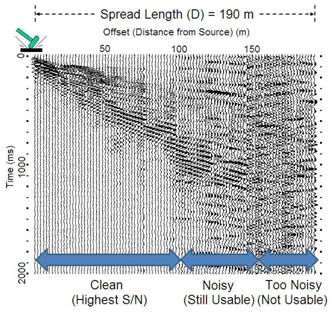 Spread Length (D) = 190 m
Offset (Distance from Source) (m)
50 100 150
0
1000
2000
Time (ms)
Clean
(Highest S/N)
Noisy
(Still Usable)
Too Noisy
(Not Usable)